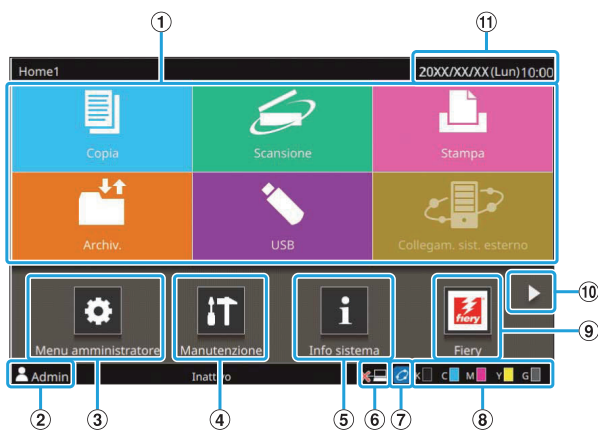 1 11
Home1 20XX/XX/XX(Lun)10:00
Copia Scansione Stampa
Archiv. USB Collegam. sist. esterno
10
fiery 9
Menu amministratore Manutenzione Info sistema Fiery
Admin Inattivo K C M Y G
2 3 4 5 6 7 8